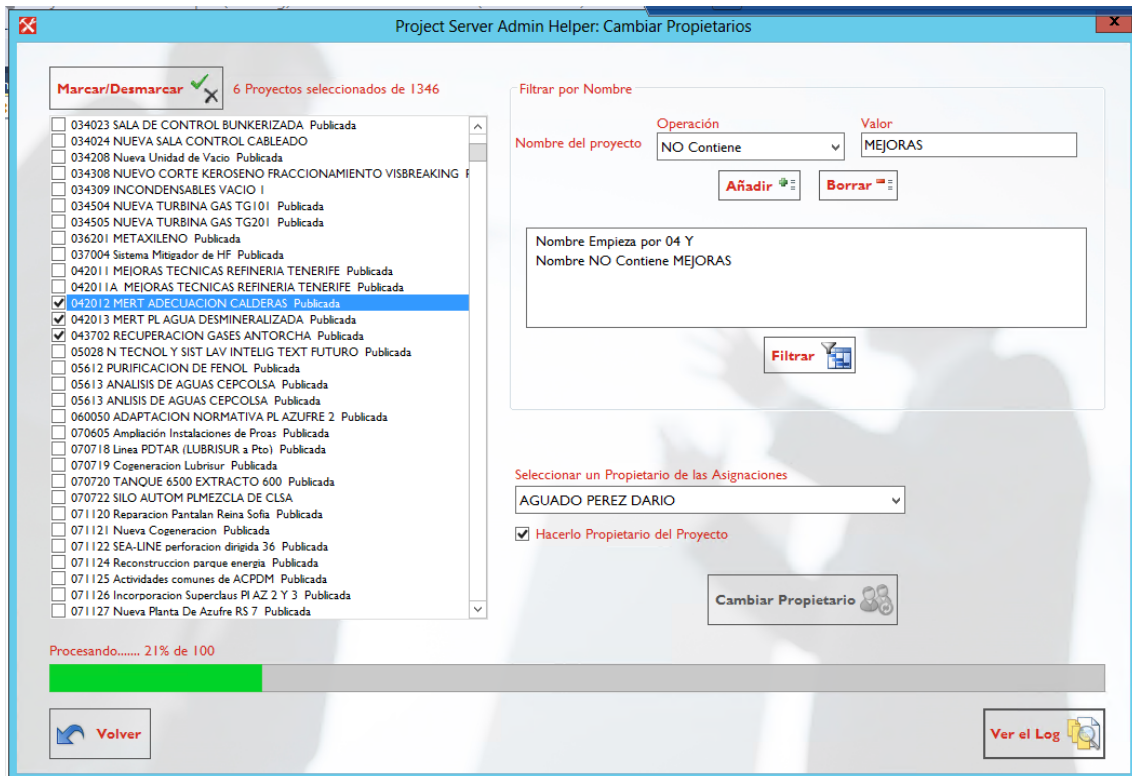 Project Server Admin Helper: Cambiar Propietarios
X
Marcar/Desmarcar
6 Proyectos seleccionados de 1346
034023 SALA DE CONTROL BUNKERIZADA Publicada
034024 NUEVA SALA CONTROL CABLEADO
034208 Nueva Unidad de Vacio Publicada
034308 NUEVO CORTE KEROSENO FRACCIONAMIENTO VISBREAKING
034309 INCONDENSABLES VACIO I
034504 NUEVA TURBINA GAS TG101 Publicada
034505 NUEVA TURBINA GAS TG201 Publicada
036201 METAXILENO Publicada
037004 Sistema Mitigador de HF Publicada
042011 MEJORAS TECNICAS REFINERIA TENERIFE Publicada
042011A MEJORAS TECNICAS REFINERIA TENERIFE Publicada
042012 MERT ADECUACION CALDERAS Publicada
042013 MERT PL AGUA DESMINERALIZADA Publicada
043702 RECUPERACION GASES ANTORCHA Publicada
05028 N TECNOL Y SIST LAV INTELIG TEXT FUTURO Publicada
05612 PURIFICACION DE FENOL Publicada
05613 ANALISIS DE AGUAS CEPCOLSA Publicada
05613 ANLISIS DE AGUAS CEPCOLSA Publicada
060050 ADAPTACION NORMATIVA PL AZUFRE 2 Publicada
070605 Ampliación Instalaciones de Proas Publicada
070718 Linea PDTAR (LUBRISUR a Pto) Publicada
070719 Cogeneracion Lubrisur Publicada
070720 TANQUE 6500 EXTRACTO 600 Publicada
070722 SILO AUTOM PLMEZCLA DE CLSA
071120 Reparacion Pantalan Reina Sofia Publicada
071121 Nueva Cogeneracion Publicada
071122 SEA-LINE perforacion dirigida 36 Publicada
071124 Reconstruccion parque energia Publicada
071125 Actividades comunes de ACPDM Publicada
071126 Incorporacion Superclaus Pl AZ 2 Y 3 Publicada
071127 Nueva Planta De Azufre RS 7 Publicada
Filtrar por Nombre
Operación Valor
Nombre del proyecto NO Contiene MEJORAS
Añadir Borrar
Nombre Empieza por 04 Y
Nombre NO Contiene MEJORAS
Filtrar
Seleccionar un Propietario de las Asignaciones
AGUADO PEREZ DARIO
Hacerlo Propietario del Proyecto
Cambiar Propietario
Procesando....... 21% de 100
Volver
Ver el Log